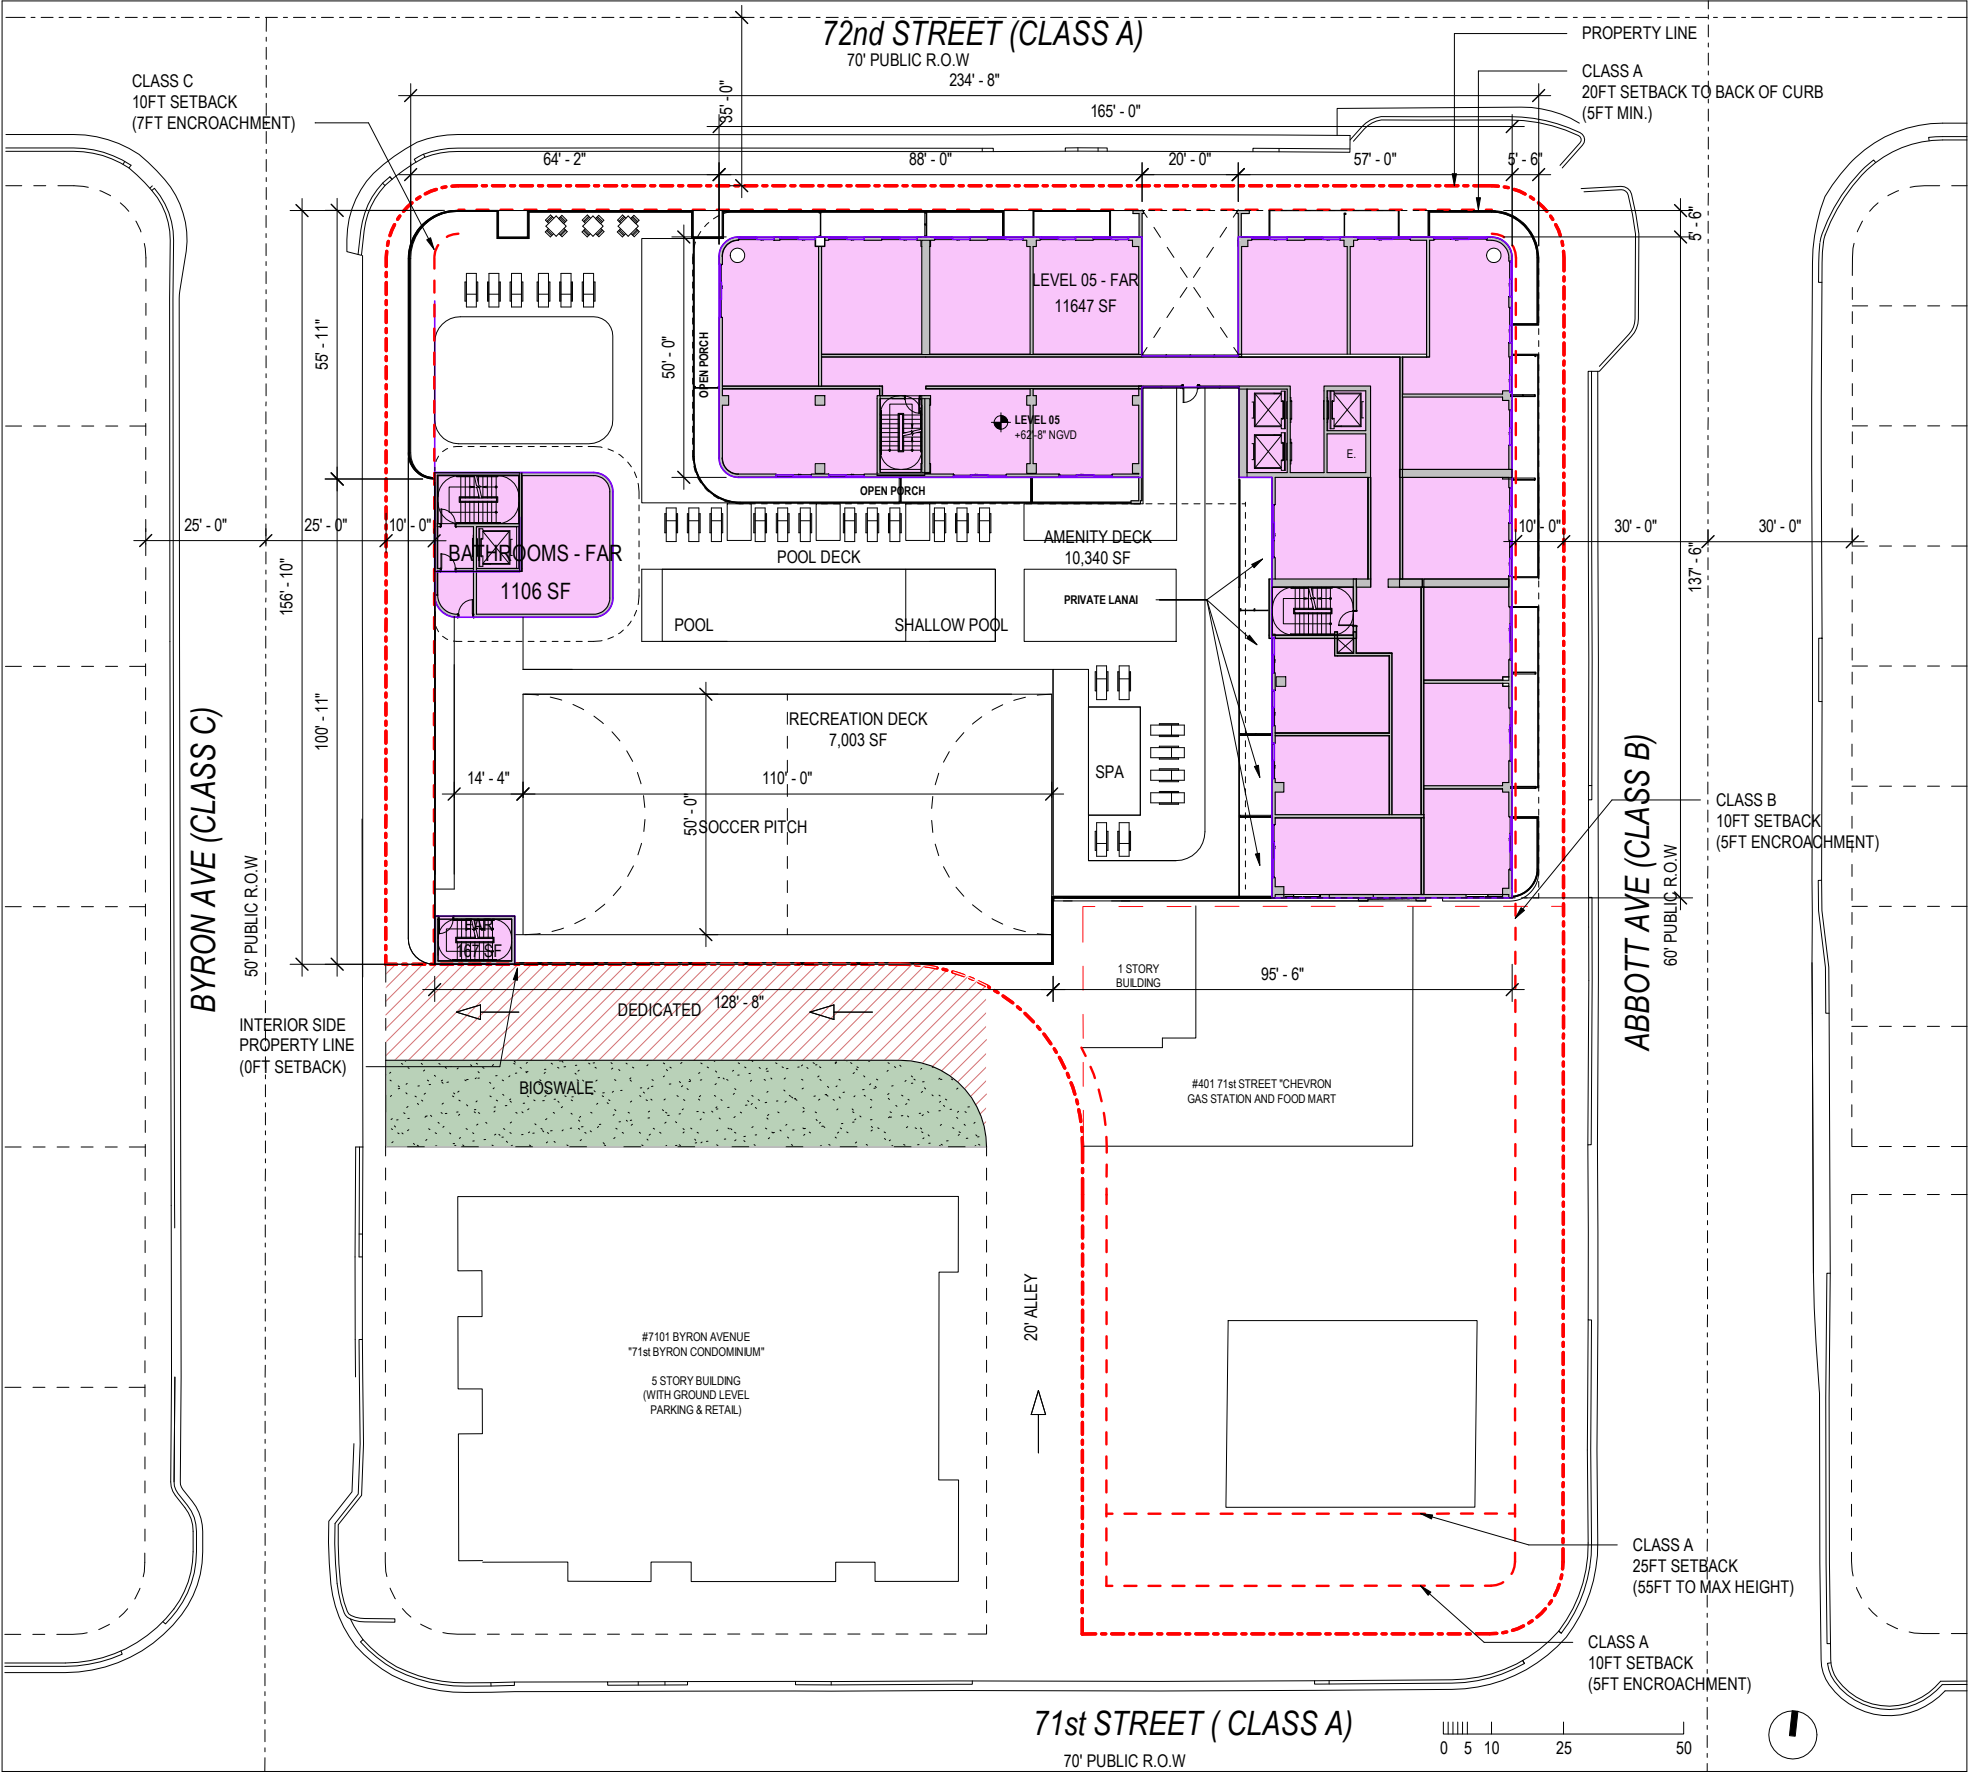 72nd STREET (CLASS A)
70' PUBLIC R.O.W
234' - 8"
PROPERTY LINE
CLASS A
20FT SETBACK TO BACK OF CURB
(5FT MIN.)
CLASS C
10FT SETBACK
(7FT ENCROACHMENT)
35' - 0"
165' - 0"
64' - 2"
88' - 0"
20' - 0"
57' - 0"
5' - 6"
5' - 6"
LEVEL 05 - FAR
11647 SF
55' - 11"
50' - 0"
OPEN PORCH
LEVEL 05
+62'-8" NGVD
E.
OPEN PORCH
25' - 0"
25' - 0"
10' - 0"
10' - 0"
30' - 0"
30' - 0"
BATHROOMS - FAR
1106 SF
POOL DECK
AMENITY DECK
10,340 SF
PRIVATE LANAI
156' - 10"
137' - 6"
POOL
SHALLOW POOL
100' - 11"
RECREATION DECK
7,003 SF
14' - 4"
110' - 0"
50' - 0"
SOCCER PITCH
SPA
BYRON AVE (CLASS C)
50' PUBLIC R.O.W
ABBOTT AVE (CLASS B)
60' PUBLIC R.O.W
CLASS B
10FT SETBACK
(5FT ENCROACHMENT)
FAR
167 SF
1 STORY
BUILDING
95' - 6"
128' - 8"
DEDICATED
INTERIOR SIDE
PROPERTY LINE
(0FT SETBACK)
BIOSWALE
#401 71st STREET "CHEVRON
GAS STATION AND FOOD MART
20' ALLEY
#7101 BYRON AVENUE
"71st BYRON CONDOMINIUM"
5 STORY BUILDING
(WITH GROUND LEVEL
PARKING & RETAIL)
CLASS A
25FT SETBACK
(55FT TO MAX HEIGHT)
CLASS A
10FT SETBACK
(5FT ENCROACHMENT)
71st STREET ( CLASS A)
70' PUBLIC R.O.W
0 5 10 25 50